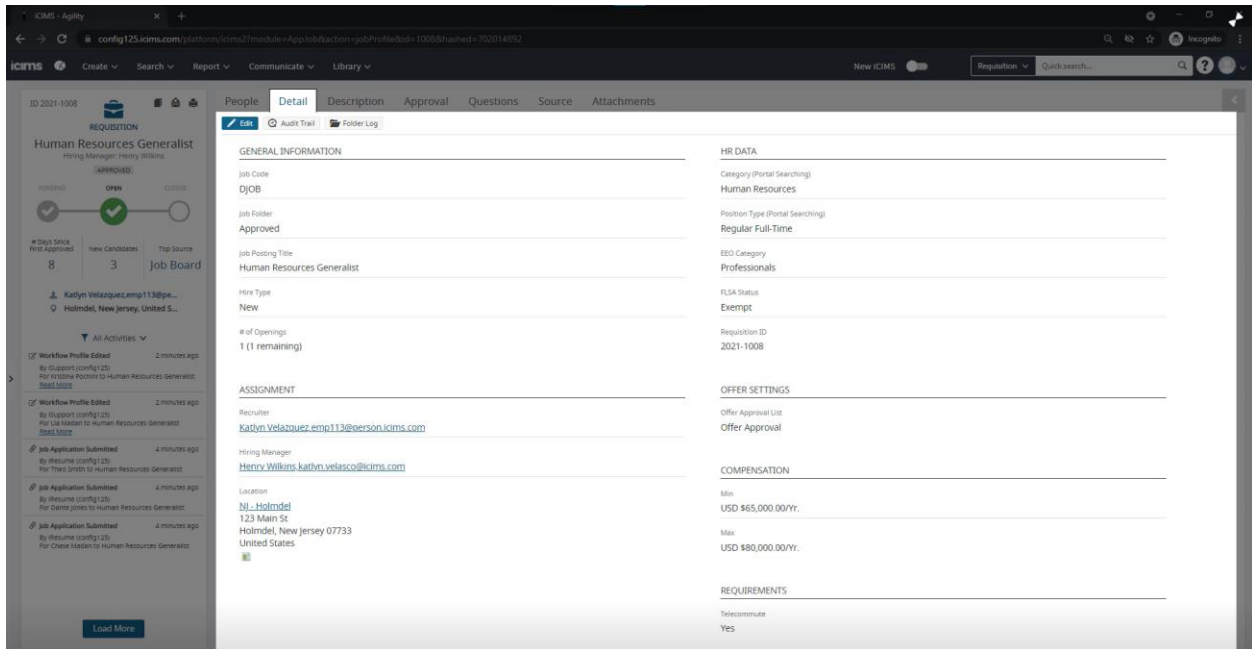 iCIMS - Agility
config125.icims.com/platform/icims2?module=AppJob&action=jobProfile&id=1008&hashed=702014892
Incognito
icims Create Search Report Communicate Library New iCIMS Requisition Quick search... ?
ID 2021-1008
REQUISITION
Human Resources Generalist
Hiring Manager: Henry Wilkins
APPROVED
PENDING OPEN CLOSED
# Days Since First Approved New Candidates Top Source
8 3 Job Board
Katlyn Velazquez,emp113@pe...
Holmdel, New Jersey, United S...
All Activities
Workflow Profile Edited 2 minutes ago
By iSupport (config125)
For Kristina Pochini to Human Resources Generalist
Read More
Workflow Profile Edited 2 minutes ago
By iSupport (config125)
For Lia Madan to Human Resources Generalist
Read More
Job Application Submitted 4 minutes ago
By iResume (config125)
For Theo Smith to Human Resources Generalist
Job Application Submitted 4 minutes ago
By iResume (config125)
For Dante Jones to Human Resources Generalist
Job Application Submitted 4 minutes ago
By iResume (config125)
For Chase Madan to Human Resources Generalist
Load More
People Detail Description Approval Questions Source Attachments
Edit Audit Trail Folder Log
GENERAL INFORMATION
Job Code
DJOB
Job Folder
Approved
Job Posting Title
Human Resources Generalist
Hire Type
New
# of Openings
1 (1 remaining)
ASSIGNMENT
Recruiter
Katlyn Velazquez,emp113@person.icims.com
Hiring Manager
Henry Wilkins,katlyn.velasco@icims.com
Location
NJ - Holmdel
123 Main St
Holmdel, New Jersey 07733
United States
HR DATA
Category (Portal Searching)
Human Resources
Position Type (Portal Searching)
Regular Full-Time
EEO Category
Professionals
FLSA Status
Exempt
Requisition ID
2021-1008
OFFER SETTINGS
Offer Approval List
Offer Approval
COMPENSATION
Min
USD $65,000.00/Yr.
Max
USD $80,000.00/Yr.
REQUIREMENTS
Telecommute
Yes